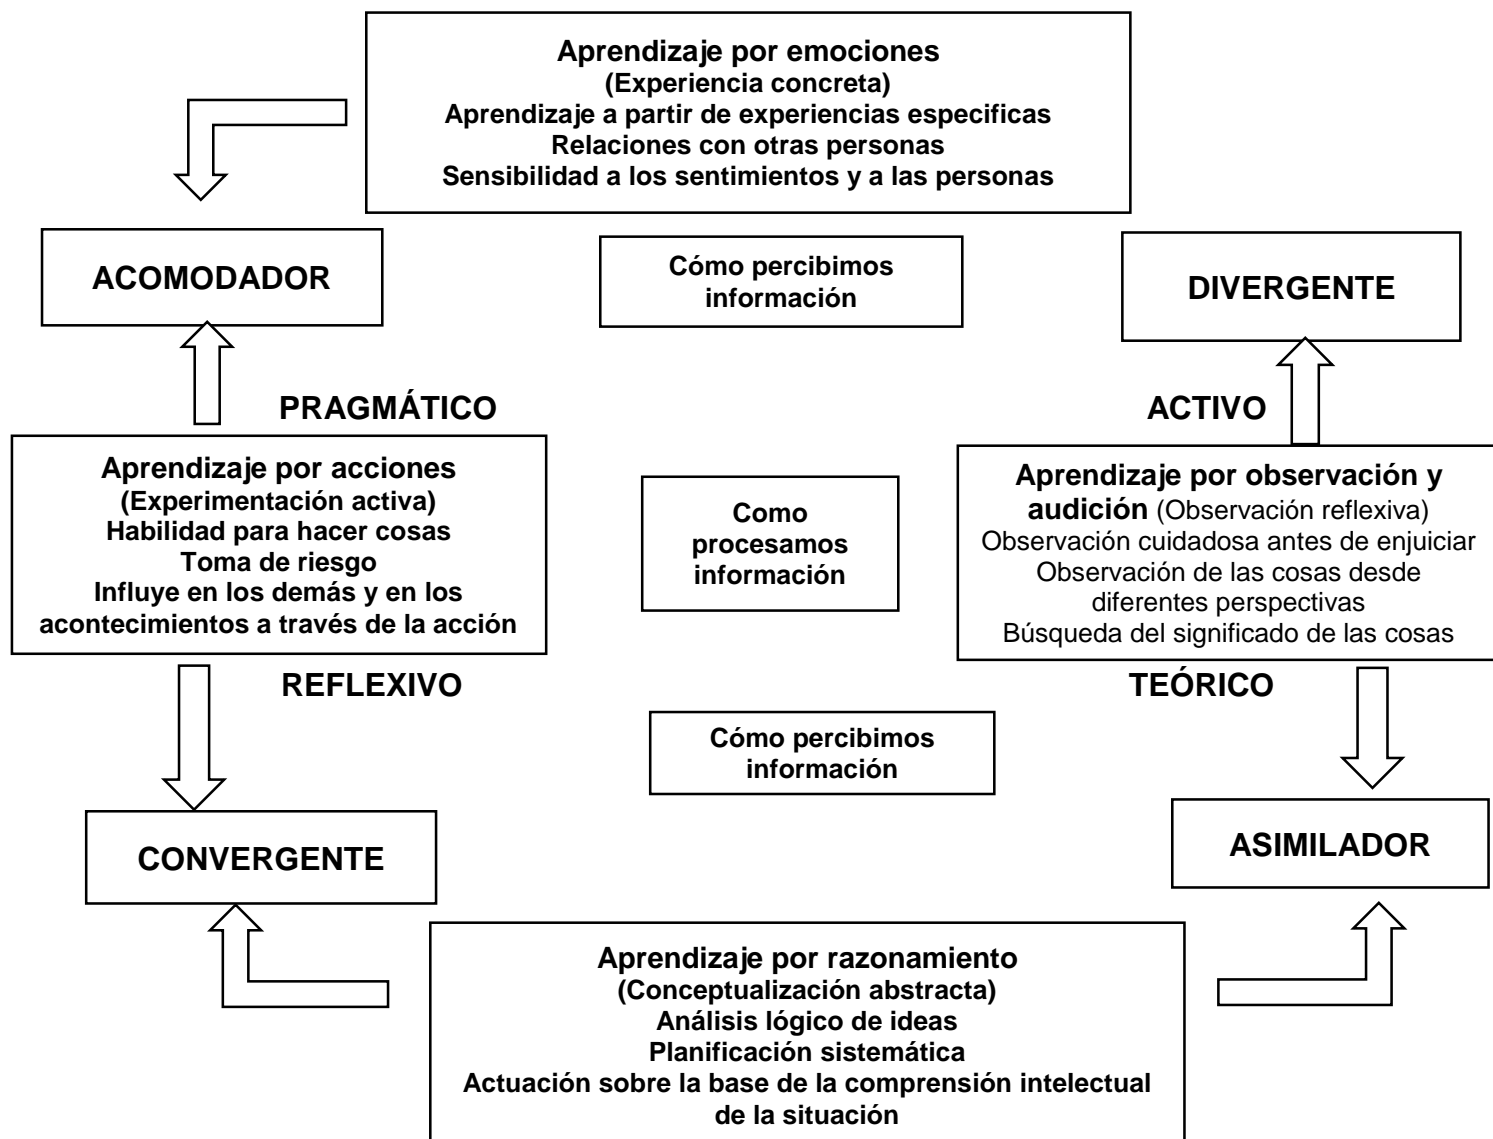 Aprendizaje por emociones
(Experiencia concreta)
Aprendizaje a partir de experiencias especificas
Relaciones con otras personas
Sensibilidad a los sentimientos y a las personas
ACOMODADOR
Cómo percibimos
información
DIVERGENTE
PRAGMÁTICO
ACTIVO
Aprendizaje por acciones
(Experimentación activa)
Habilidad para hacer cosas
Toma de riesgo
Influye en los demás y en los
acontecimientos a través de la acción
Como
procesamos
información
Aprendizaje por observación y
audición (Observación reflexiva)
Observación cuidadosa antes de enjuiciar
Observación de las cosas desde
diferentes perspectivas
Búsqueda del significado de las cosas
REFLEXIVO
TEÓRICO
Cómo percibimos
información
CONVERGENTE
ASIMILADOR
Aprendizaje por razonamiento
(Conceptualización abstracta)
Análisis lógico de ideas
Planificación sistemática
Actuación sobre la base de la comprensión intelectual
de la situación